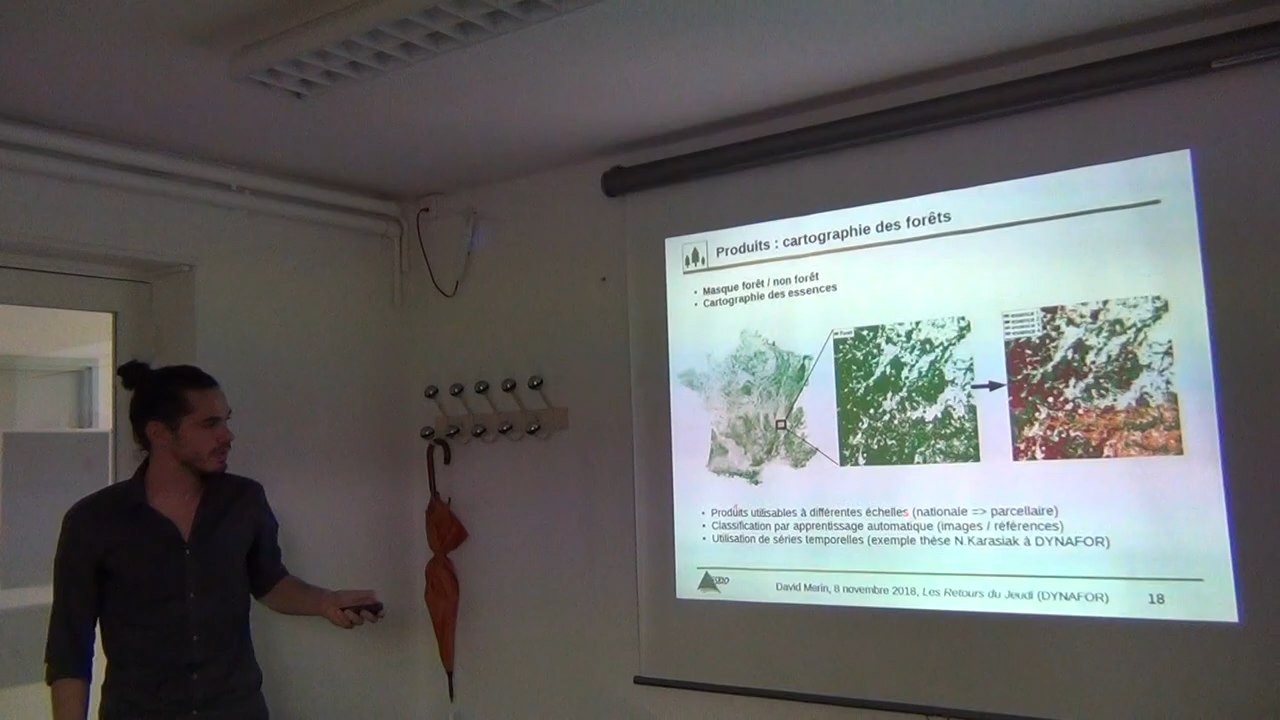 Produits : cartographie des forêts
• Masque forêt / non forêt
• Cartographie des essences
• Produits utilisables à différentes échelles (nationale => parcellaire)
• Classification par apprentissage automatique (images / références)
• Utilisation de séries temporelles (exemple thèse N Karasiak à DYNAFOR)
David Merin, 8 novembre 2018, Les Retours du Jeudi (DYNAFOR) 18